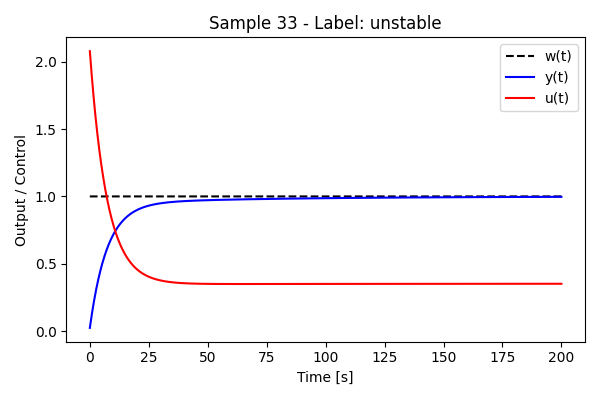 Sample 33 - Label: unstable
w(t)
y(t)
u(t)
Output / Control
2.0
1.5
1.0
0.5
0.0
0 25 50 75 100 125 150 175 200
Time [s]